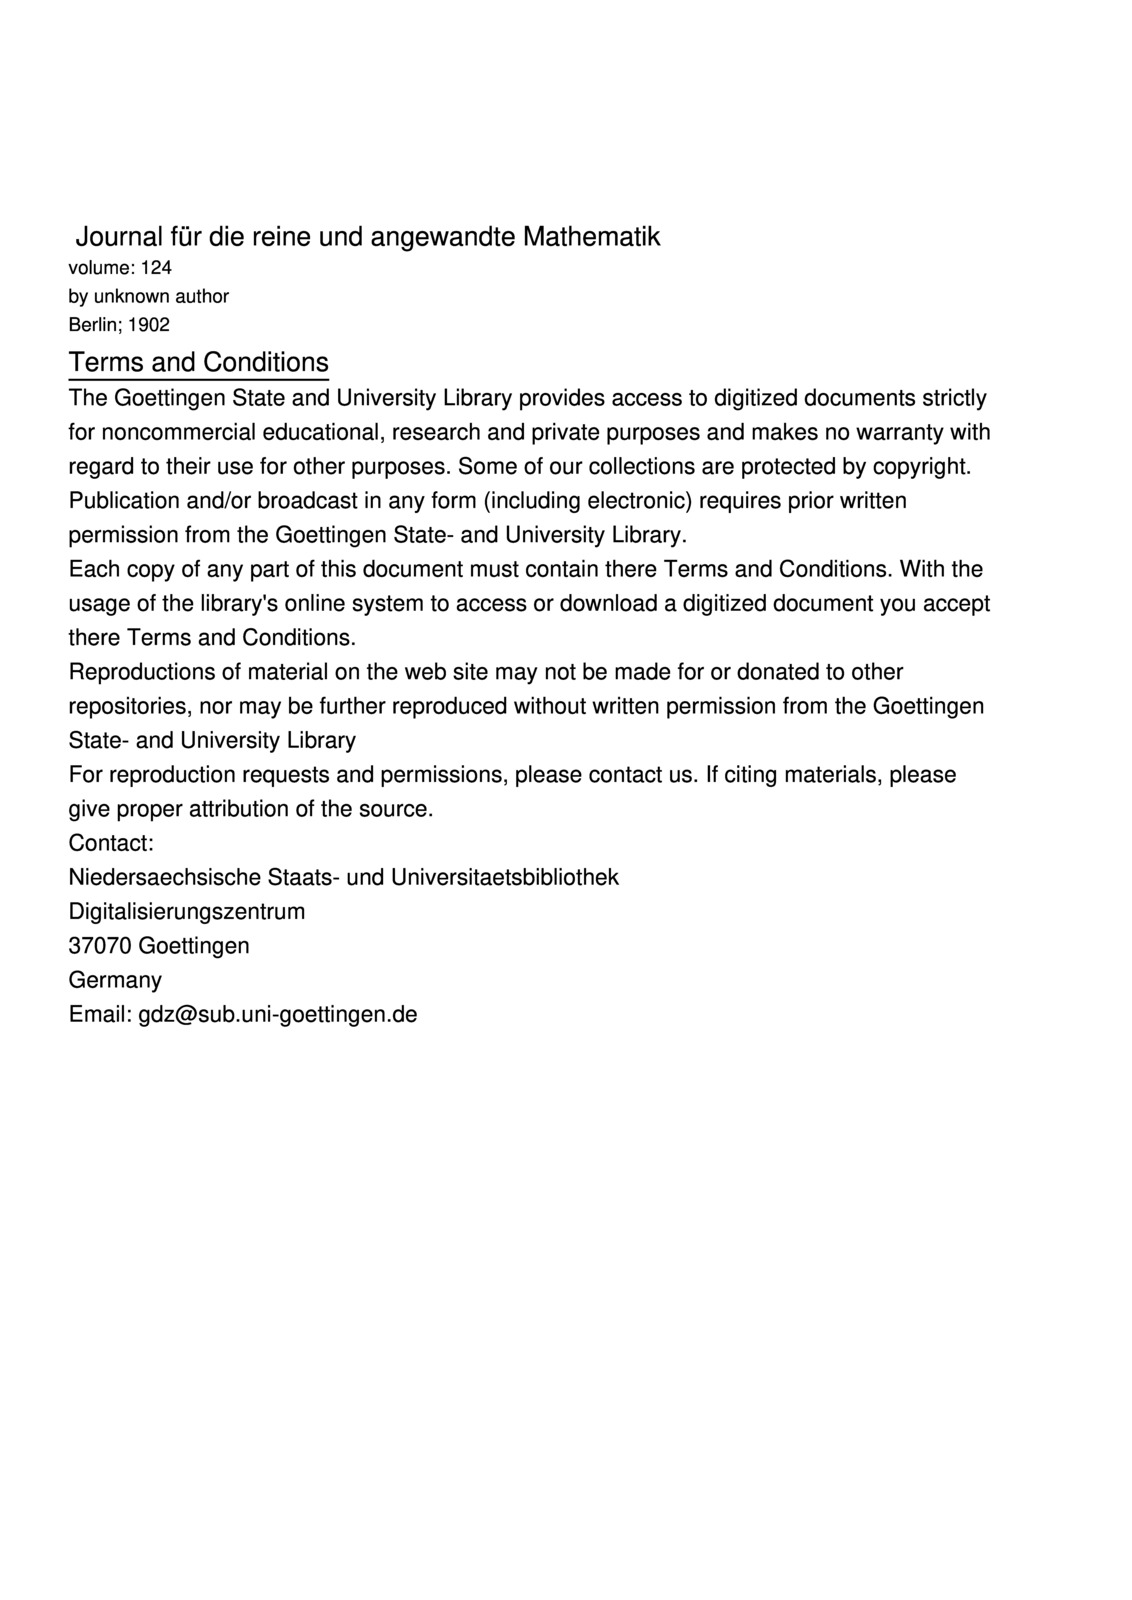 Journal für die reine und angewandte Mathematik
volume: 124
by unknown author
Berlin; 1902
Terms and Conditions
The Goettingen State and University Library provides access to digitized documents strictly
for noncommercial educational, research and private purposes and makes no warranty with
regard to their use for other purposes. Some of our collections are protected by copyright.
Publication and/or broadcast in any form (including electronic) requires prior written
permission from the Goettingen State- and University Library.
Each copy of any part of this document must contain there Terms and Conditions. With the
usage of the library's online system to access or download a digitized document you accept
there Terms and Conditions.
Reproductions of material on the web site may not be made for or donated to other
repositories, nor may be further reproduced without written permission from the Goettingen
State- and University Library
For reproduction requests and permissions, please contact us. If citing materials, please
give proper attribution of the source.
Contact:
Niedersaechsische Staats- und Universitaetsbibliothek
Digitalisierungszentrum
37070 Goettingen
Germany
Email: gdz@sub.uni-goettingen.de